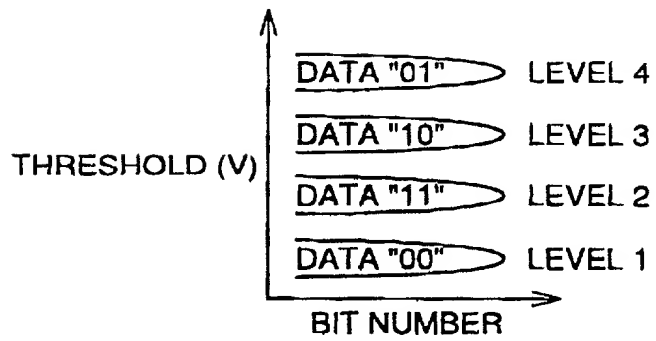 DATA "01" LEVEL 4
DATA "10" LEVEL 3
THRESHOLD (V)
DATA "11" LEVEL 2
DATA "00" LEVEL 1
BIT NUMBER